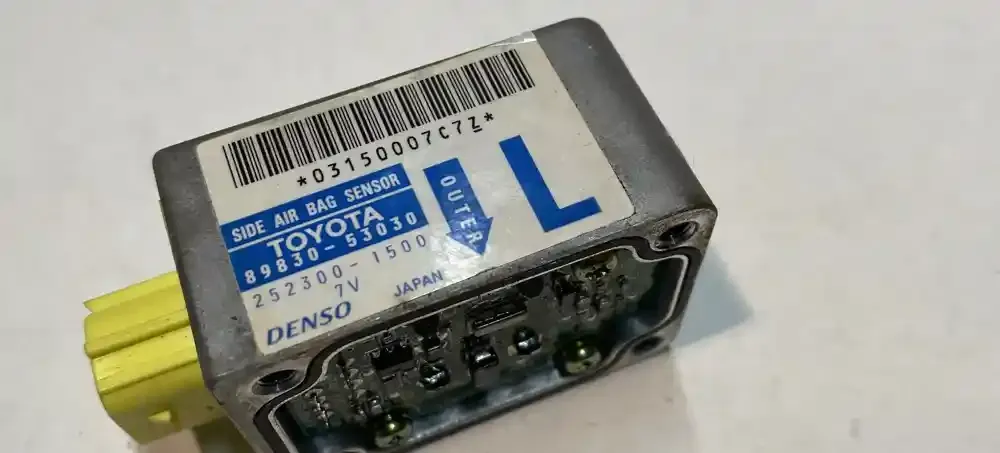 *03150007C7Z*
SIDE AIR BAG SENSOR
TOYOTA
89830-53030
252300-1500
7V
DENSO
JAPAN
OUTER
L